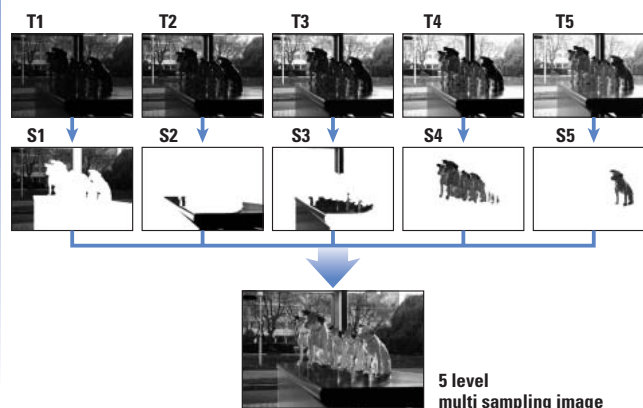 T1 T2 T3 T4 T5
S1 S2 S3 S4 S5
5 level
multi sampling image